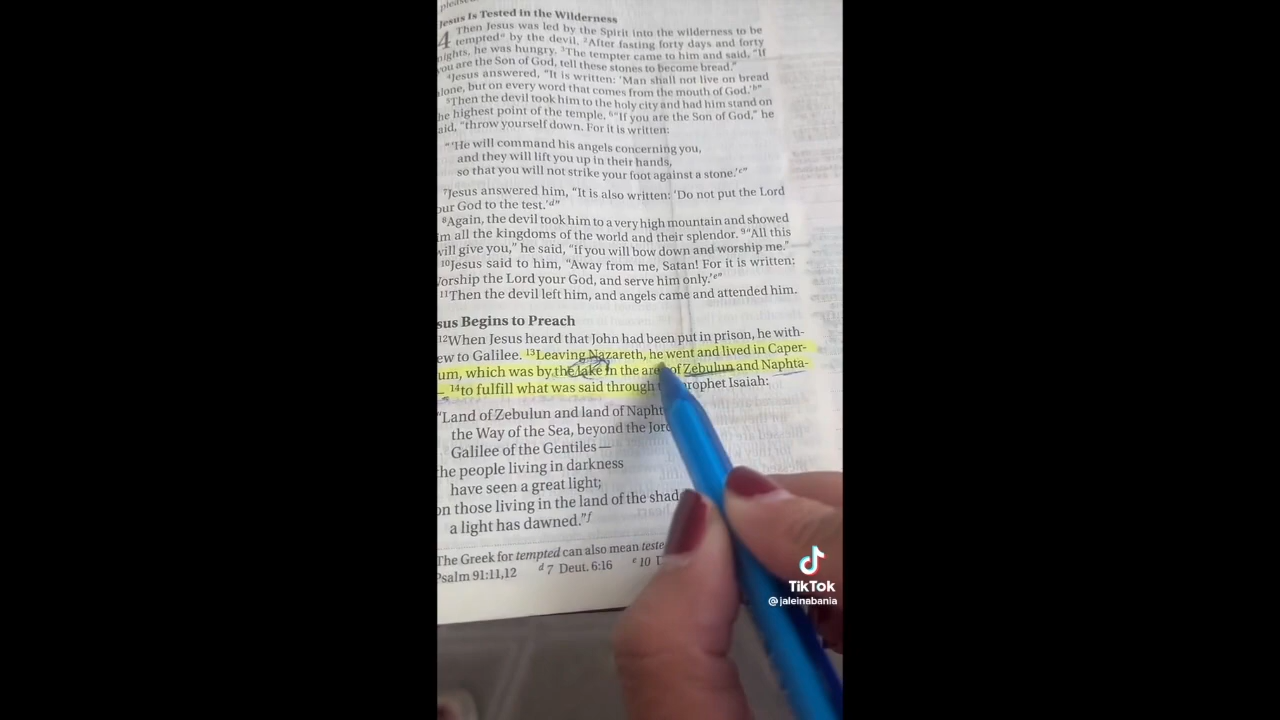 please
Jesus Is Tested in the Wilderness
4 Then Jesus was led by the Spirit into the wilderness to be
tempted a by the devil. 2After fasting forty days and forty
nights, he was hungry. 3The tempter came to him and said, “If
you are the Son of God, tell these stones to become bread.”
4Jesus answered, “It is written: ‘Man shall not live on bread
alone, but on every word that comes from the mouth of God.’b”
5Then the devil took him to the holy city and had him stand on
he highest point of the temple. 6“If you are the Son of God,” he
aid, “throw yourself down. For it is written:
“‘He will command his angels concerning you,
and they will lift you up in their hands,
so that you will not strike your foot against a stone.’c”
7Jesus answered him, “It is also written: ‘Do not put the Lord
our God to the test.’d”
8Again, the devil took him to a very high mountain and showed
im all the kingdoms of the world and their splendor. 9“All this
will give you,” he said, “if you will bow down and worship me.”
10Jesus said to him, “Away from me, Satan! For it is written:
Worship the Lord your God, and serve him only.’e”
11Then the devil left him, and angels came and attended him.
sus Begins to Preach
12When Jesus heard that John had been put in prison, he with-
ew to Galilee. 13Leaving Nazareth, he went and lived in Caper-
um, which was by the lake in the are of Zebulun and Naphta-
14to fulfill what was said through prophet Isaiah:
“Land of Zebulun and land of Napht
the Way of the Sea, beyond the Jord
Galilee of the Gentiles—
he people living in darkness
have seen a great light;
on those living in the land of the shad
a light has dawned.”f
The Greek for tempted can also mean teste
Psalm 91:11,12 d 7 Deut. 6:16 e 10
TikTok
@jaleinabania